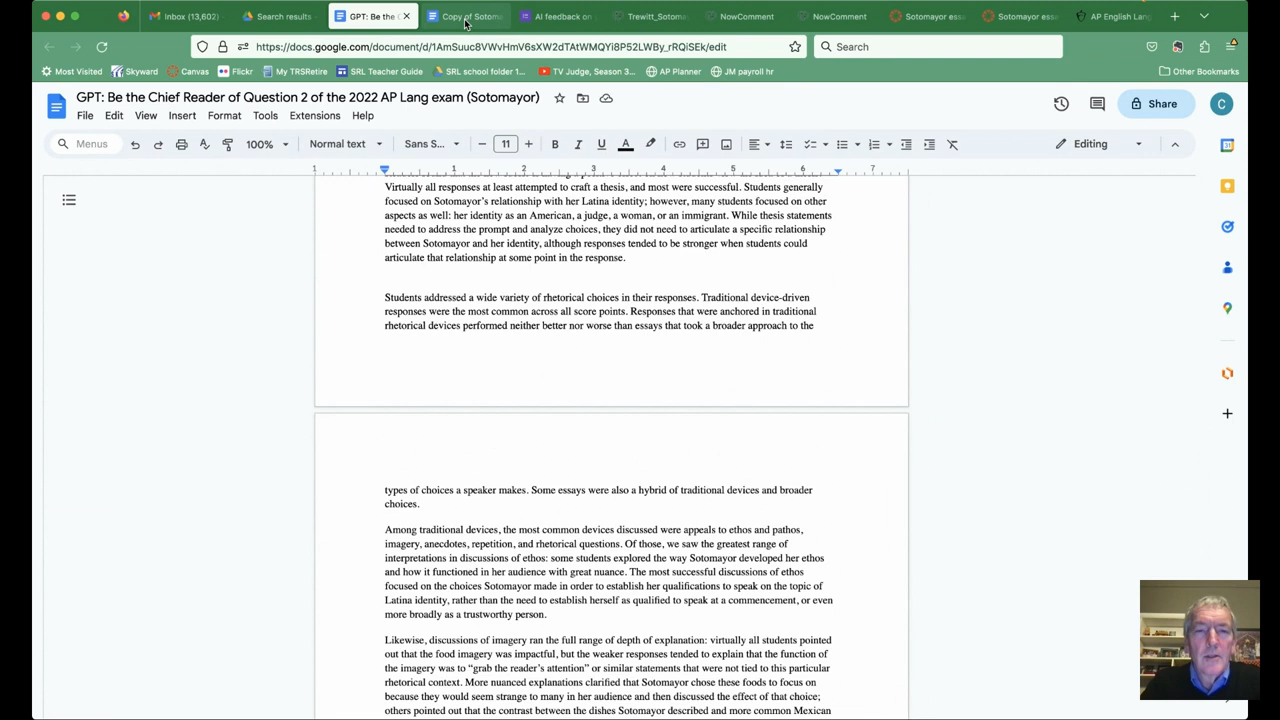 Inbox (13,602)
Search results
GPT: Be the C
Copy of Sotom
AI feedback on
Trewitt_Sotoma
NowComment
NowComment
Sotomayor ess
Sotomayor ess
AP English Lang
https://docs.google.com/document/d/1AmSuuc8VWvHmV6sXW2dTAtWMQYi8P52LWBy_rRQiSEk/edit
Search
Most Visited
Skyward
Canvas
Flickr
My TRSRetire
SRL Teacher Guide
SRL school folder 1...
TV Judge, Season 3...
AP Planner
JM payroll hr
Other Bookmarks
GPT: Be the Chief Reader of Question 2 of the 2022 AP Lang exam (Sotomayor)
File Edit View Insert Format Tools Extensions Help
Share
C
Menus
100%
Normal text
Sans S...
11
Editing
1 1 2 3 4 5 6 7
Virtually all responses at least attempted to craft a thesis, and most were successful. Students generally
focused on Sotomayor's relationship with her Latina identity; however, many students focused on other
aspects as well: her identity as an American, a judge, a woman, or an immigrant. While thesis statements
needed to address the prompt and analyze choices, they did not need to articulate a specific relationship
between Sotomayor and her identity, although responses tended to be stronger when students could
articulate that relationship at some point in the response.
Students addressed a wide variety of rhetorical choices in their responses. Traditional device-driven
responses were the most common across all score points. Responses that were anchored in traditional
rhetorical devices performed neither better nor worse than essays that took a broader approach to the
types of choices a speaker makes. Some essays were also a hybrid of traditional devices and broader
choices.
Among traditional devices, the most common devices discussed were appeals to ethos and pathos,
imagery, anecdotes, repetition, and rhetorical questions. Of those, we saw the greatest range of
interpretations in discussions of ethos: some students explored the way Sotomayor developed her ethos
and how it functioned in her audience with great nuance. The most successful discussions of ethos
focused on the choices Sotomayor made in order to establish her qualifications to speak on the topic of
Latina identity, rather than the need to establish herself as qualified to speak at a commencement, or even
more broadly as a trustworthy person.
Likewise, discussions of imagery ran the full range of depth of explanation: virtually all students pointed
out that the food imagery was impactful, but the weaker responses tended to explain that the function of
the imagery was to "grab the reader's attention" or similar statements that were not tied to this particular
rhetorical context. More nuanced explanations clarified that Sotomayor chose these foods to focus on
because they would seem strange to many in her audience and then discussed the effect of that choice;
others pointed out that the contrast between the dishes Sotomayor described and more common Mexican